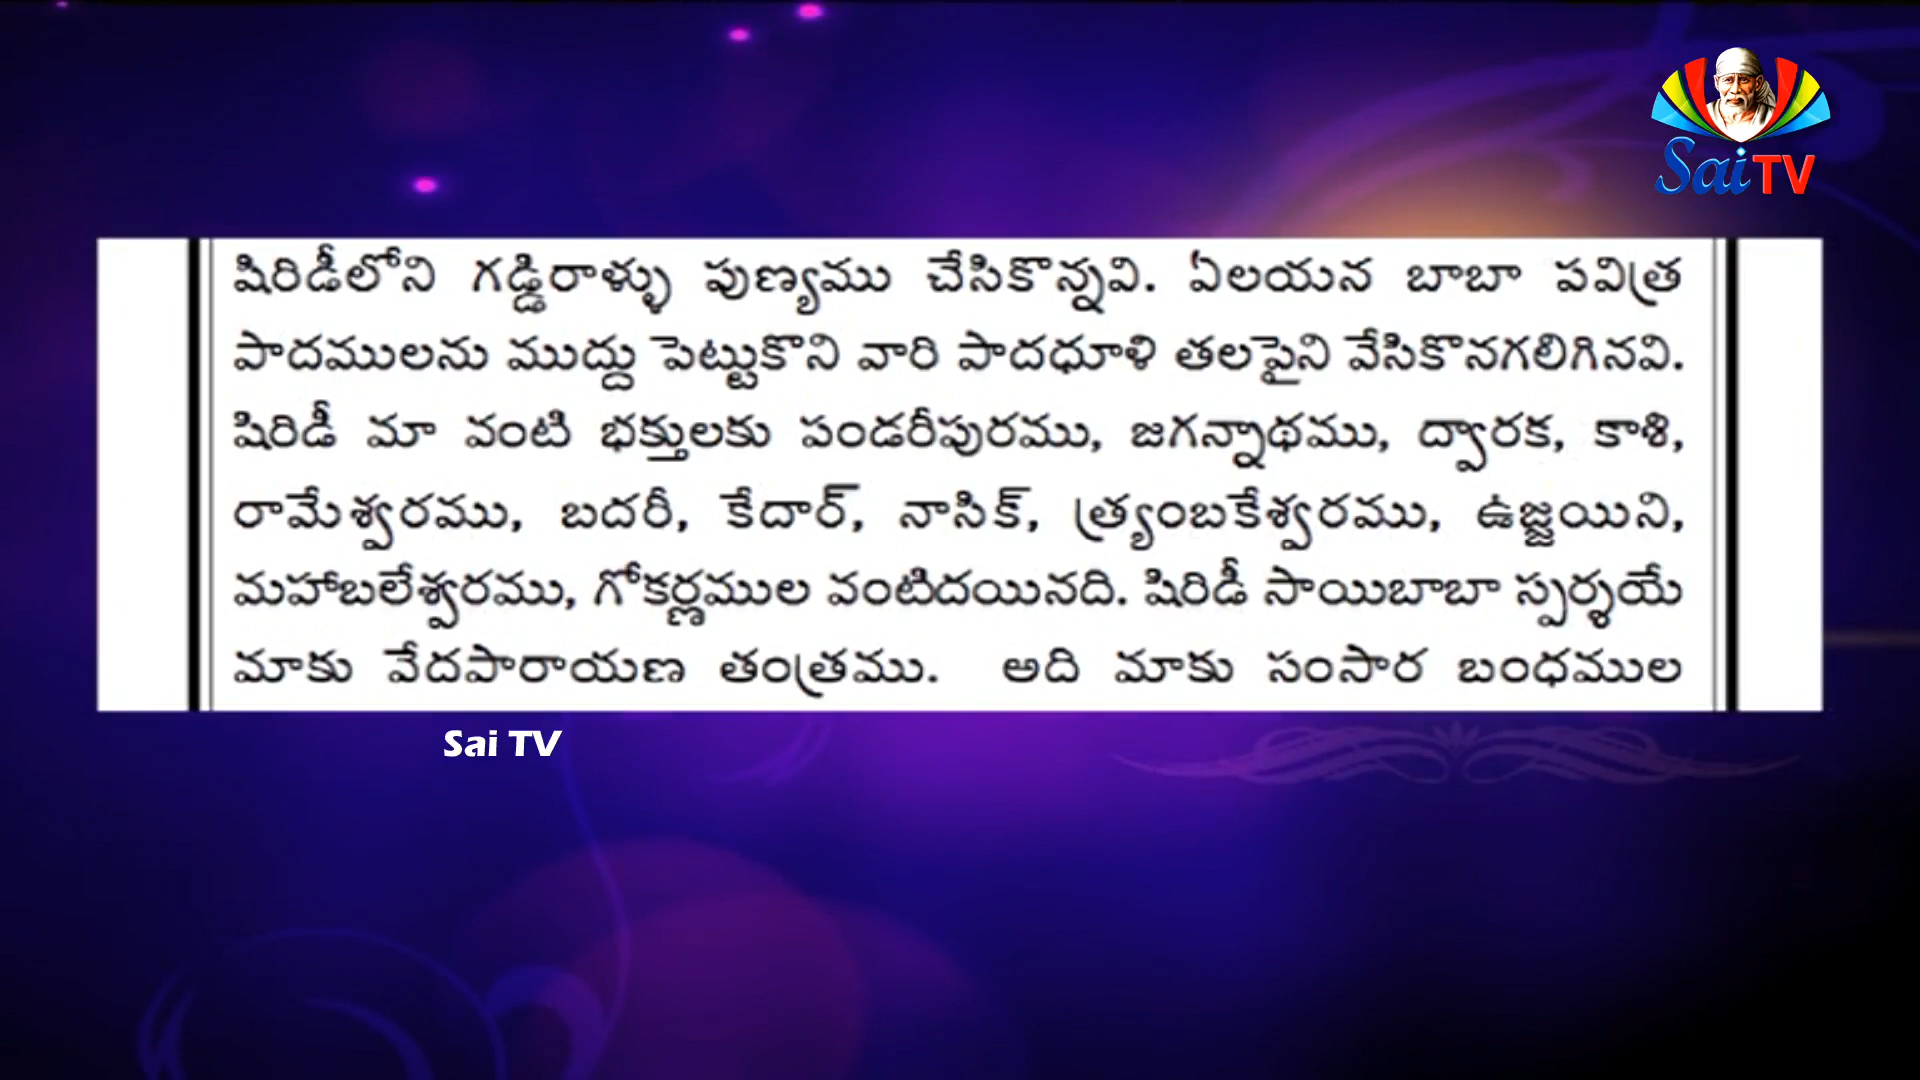 Sai TV
షిరిడీలోని గడ్డిరాళ్ళు పుణ్యము చేసికొన్నవి. ఏలయన బాబా పవిత్ర
పాదములను ముద్దు పెట్టుకొని వారి పాదధూళి తలపైని వేసికొనగలిగినవి.
షిరిడీ మా వంటి భక్తులకు పండరీపురము, జగన్నాథము, ద్వారక, కాశి,
రామేశ్వరము, బదరీ, కేదార్, నాసిక్, త్ర్యంబకేశ్వరము, ఉజ్జయిని,
మహాబలేశ్వరము, గోకర్ణముల వంటిదయినది. షిరిడీ సాయిబాబా స్పర్శయే
మాకు వేదపారాయణ తంత్రము. అది మాకు సంసార బంధముల
Sai TV